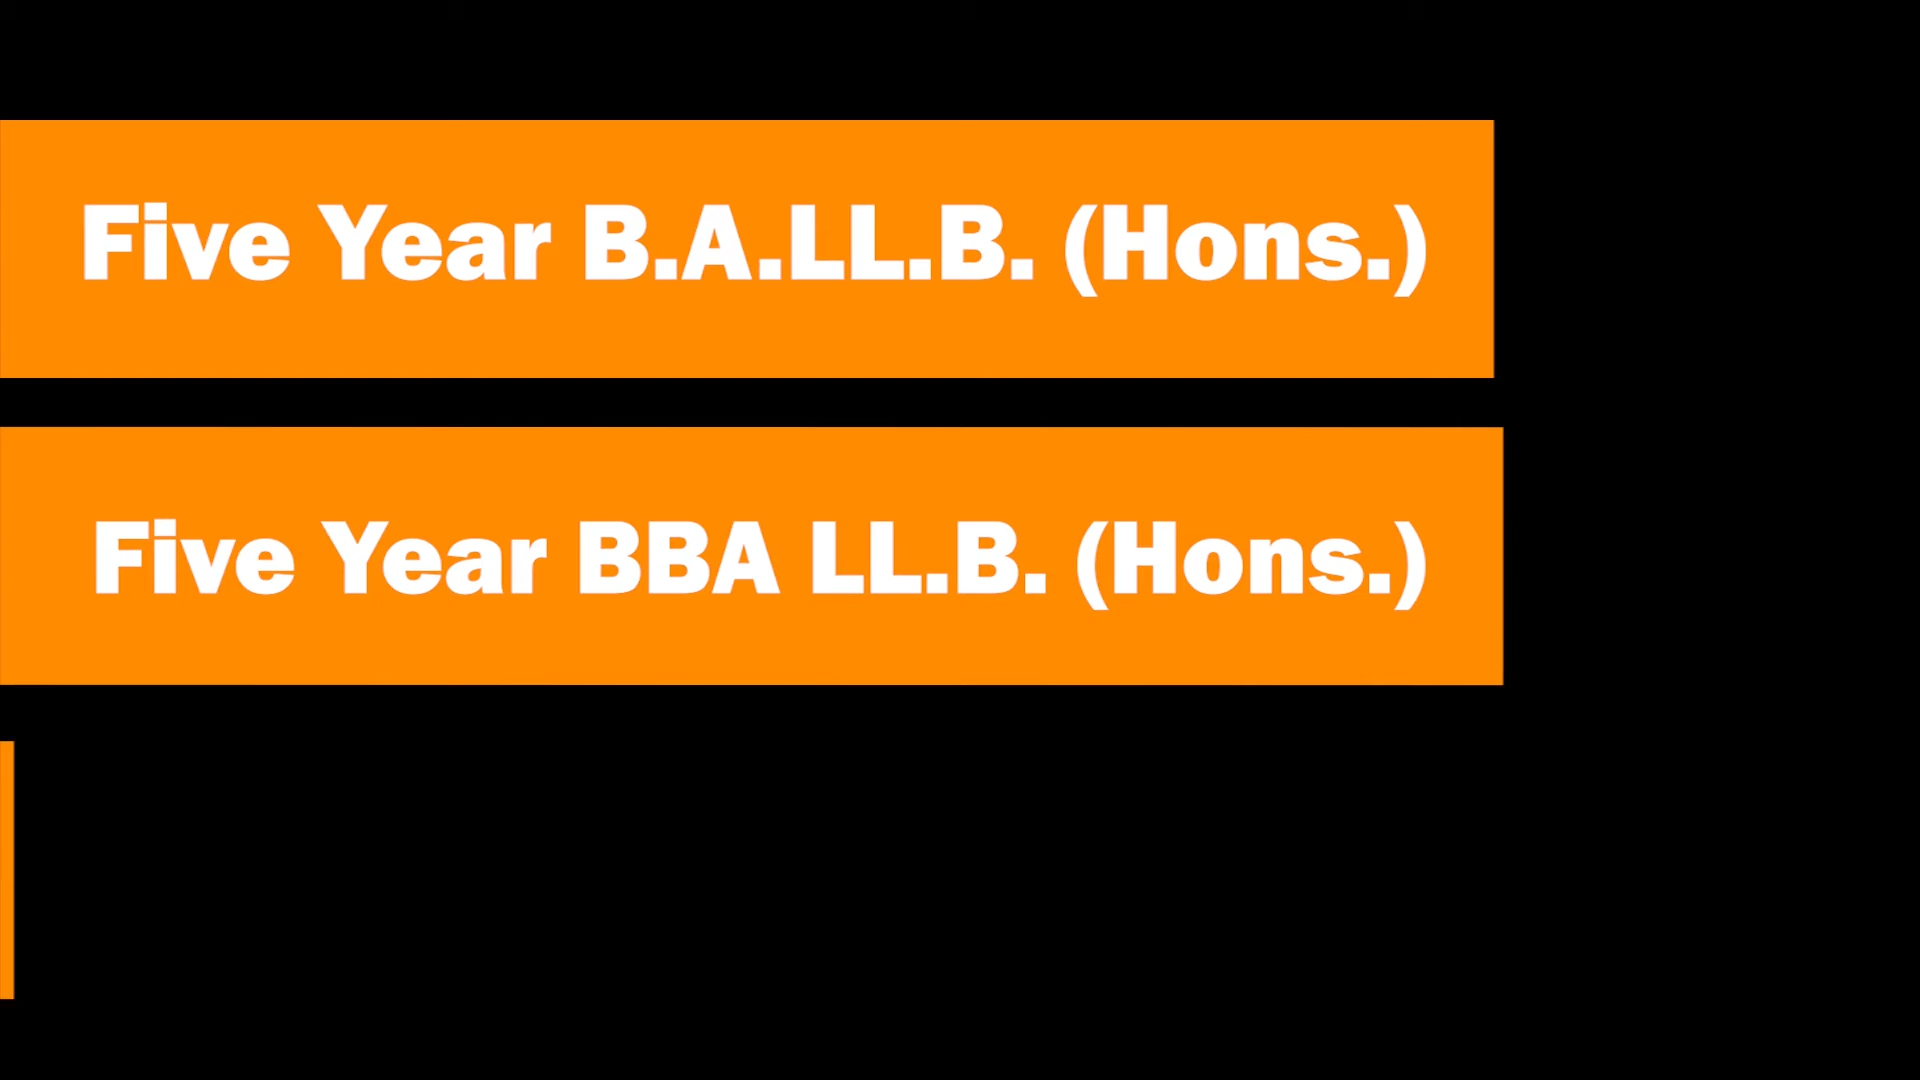 Five Year B.A.LL.B. (Hons.)
Five Year BBA LL.B. (Hons.)